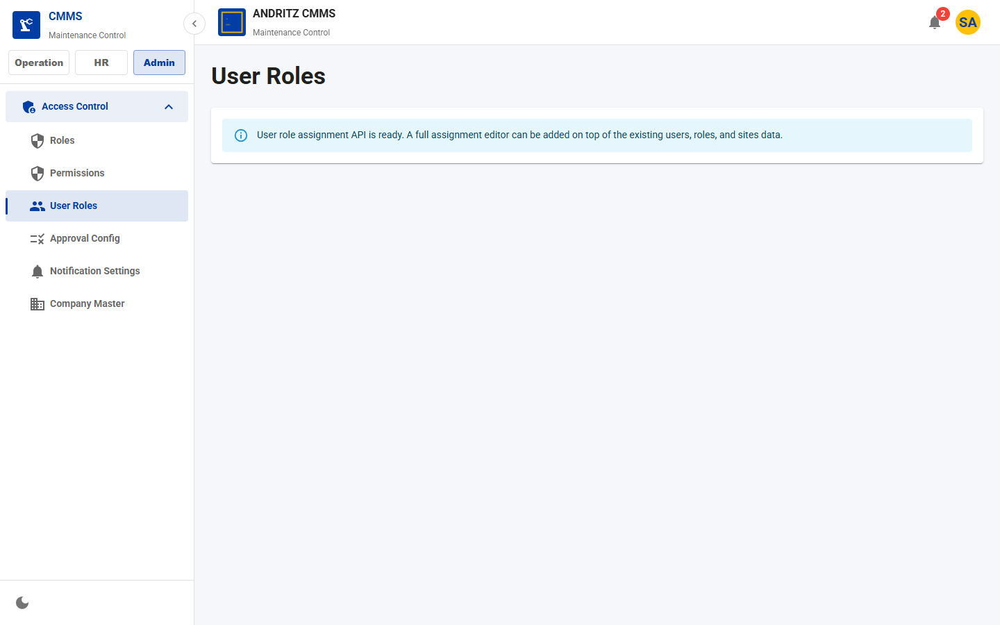 CMMS
Maintenance Control
Operation
HR
Admin
Access Control
Roles
Permissions
User Roles
Approval Config
Notification Settings
Company Master
ANDRITZ CMMS
Maintenance Control
2
SA
User Roles
User role assignment API is ready. A full assignment editor can be added on top of the existing users, roles, and sites data.